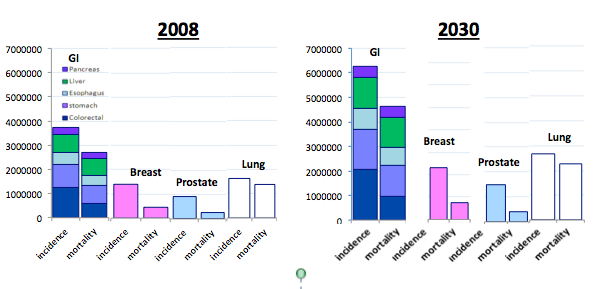 2008
7000000
6000000
5000000
4000000
3000000
2000000
1000000
0
GI
Pancreas
Liver
Esophagus
stomach
Colorectal
Breast
Prostate
Lung
incidence
mortality
incidence
mortality
incidence
mortality
incidence
mortality
2030
7000000
6000000
5000000
4000000
3000000
2000000
1000000
0
GI
Breast
Prostate
Lung
incidence
mortality
incidence
mortality
incidence
mortality
incidence
mortality